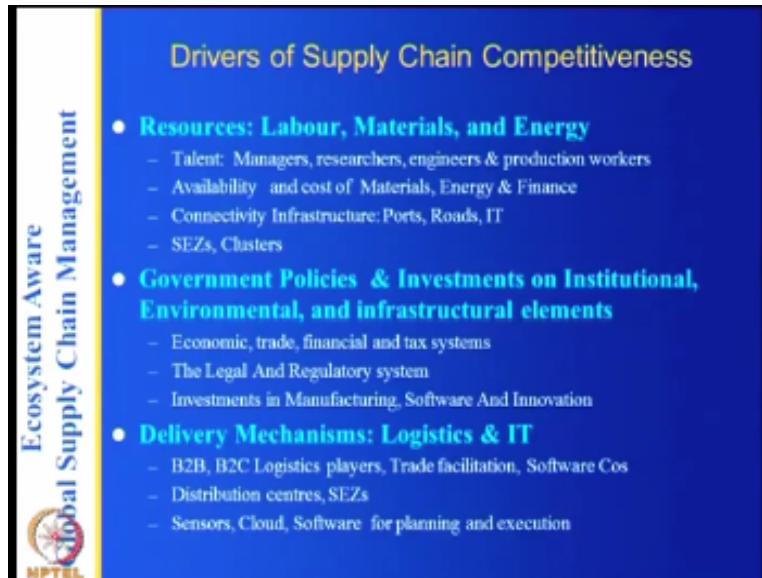 Drivers of Supply Chain Competitiveness
Resources: Labour, Materials, and Energy
– Talent: Managers, researchers, engineers & production workers
– Availability and cost of Materials, Energy & Finance
– Connectivity Infrastructure: Ports, Roads, IT
– SEZs, Clusters
Government Policies & Investments on Institutional,
Environmental, and infrastructural elements
– Economic, trade, financial and tax systems
– The Legal And Regulatory system
– Investments in Manufacturing, Software And Innovation
Delivery Mechanisms: Logistics & IT
– B2B, B2C Logistics players, Trade facilitation, Software Cos
– Distribution centres, SEZs
– Sensors, Cloud, Software for planning and execution
Ecosystem Aware
Global Supply Chain Management
NPTEL